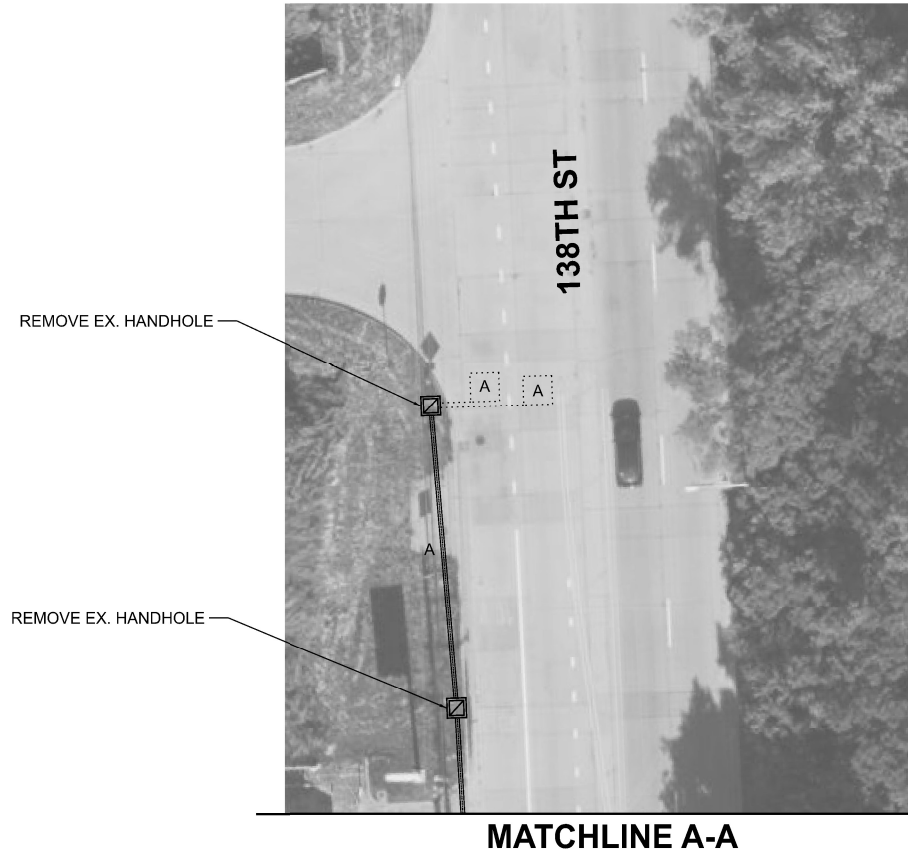 138TH ST
REMOVE EX. HANDHOLE
A
A
A
REMOVE EX. HANDHOLE
MATCHLINE A-A